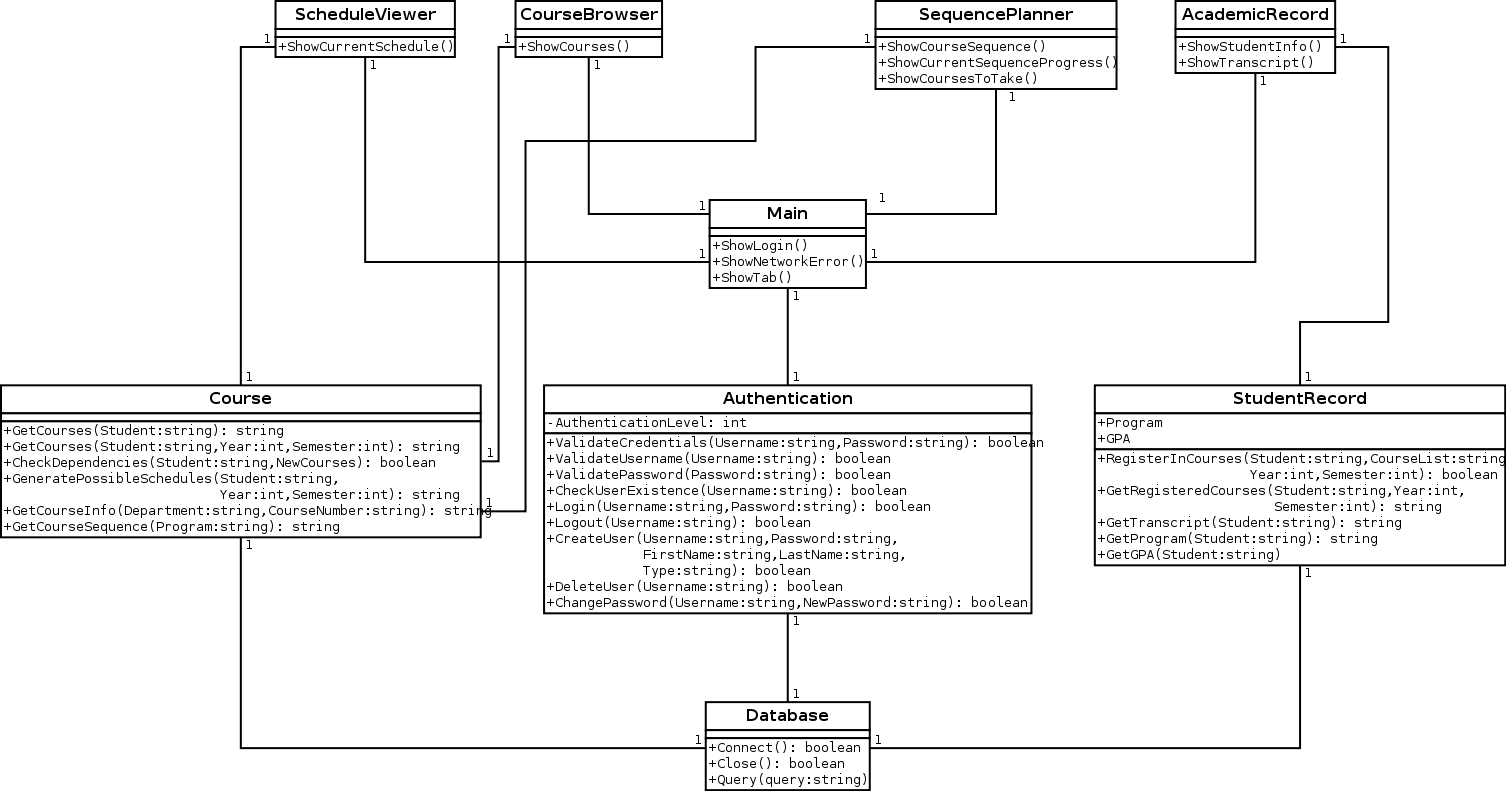 ScheduleViewer
+ShowCurrentSchedule()
1
1
CourseBrowser
+ShowCourses()
1
1
SequencePlanner
+ShowCourseSequence()
+ShowCurrentSequenceProgress()
+ShowCoursesToTake()
1
1
AcademicRecord
+ShowStudentInfo()
+ShowTranscript()
1
1
Main
+ShowLogin()
+ShowNetworkError()
+ShowTab()
1
1
1
1
1
Course
+GetCourses(Student:string): string
+GetCourses(Student:string,Year:int,Semester:int): string
+CheckDependencies(Student:string,NewCourses): boolean
+GeneratePossibleSchedules(Student:string,
Year:int,Semester:int): string
+GetCourseInfo(Department:string,CourseNumber:string): string
+GetCourseSequence(Program:string): string
1
1
1
1
Authentication
-AuthenticationLevel: int
+ValidateCredentials(Username:string,Password:string): boolean
+ValidateUsername(Username:string): boolean
+ValidatePassword(Password:string): boolean
+CheckUserExistence(Username:string): boolean
+Login(Username:string,Password:string): boolean
+Logout(Username:string): boolean
+CreateUser(Username:string,Password:string,
FirstName:string,LastName:string,
Type:string): boolean
+DeleteUser(Username:string): boolean
+ChangePassword(Username:string,NewPassword:string): boolean
1
1
StudentRecord
+Program
+GPA
+RegisterInCourses(Student:string,CourseList:string
Year:int,Semester:int): boolean
+GetRegisteredCourses(Student:string,Year:int,
Semester:int): string
+GetTranscript(Student:string): string
+GetProgram(Student:string): string
+GetGPA(Student:string)
1
1
Database
+Connect(): boolean
+Close(): boolean
+Query(query:string)
1
1
1